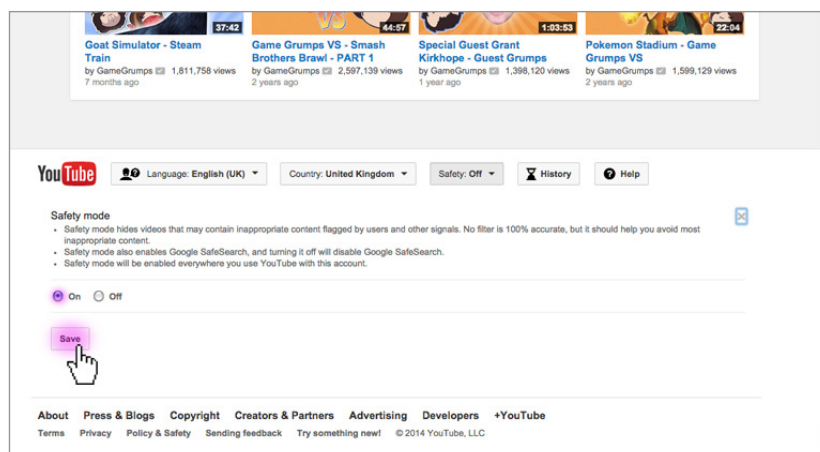 37:42 44:57 1:03:53 22:04
Goat Simulator - Steam Game Grumps VS - Smash Special Guest Grant Pokemon Stadium - Game
Train Brothers Brawl - PART 1 Kirkhope - Guest Grumps Grumps VS
by GameGrumps 1,811,758 views by GameGrumps 2,597,139 views by GameGrumps 1,398,120 views by GameGrumps 1,599,129 views
7 months ago 2 years ago 1 year ago 2 years ago
YouTube Language: English (UK) Country: United Kingdom Safety: Off History Help
Safety mode
• Safety mode hides videos that may contain inappropriate content flagged by users and other signals. No filter is 100% accurate, but it should help you avoid most
inappropriate content.
• Safety mode also enables Google SafeSearch, and turning it off will disable Google SafeSearch.
• Safety mode will be enabled everywhere you use YouTube with this account.
On Off
Save
About Press & Blogs Copyright Creators & Partners Advertising Developers +YouTube
Terms Privacy Policy & Safety Sending feedback Try something new! © 2014 YouTube, LLC